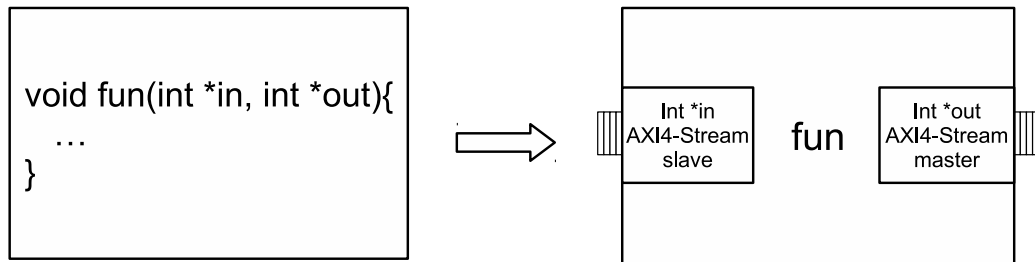 void fun(int *in, int *out){
...
}
Int *in
AXI4-Stream
slave
fun
Int *out
AXI4-Stream
master